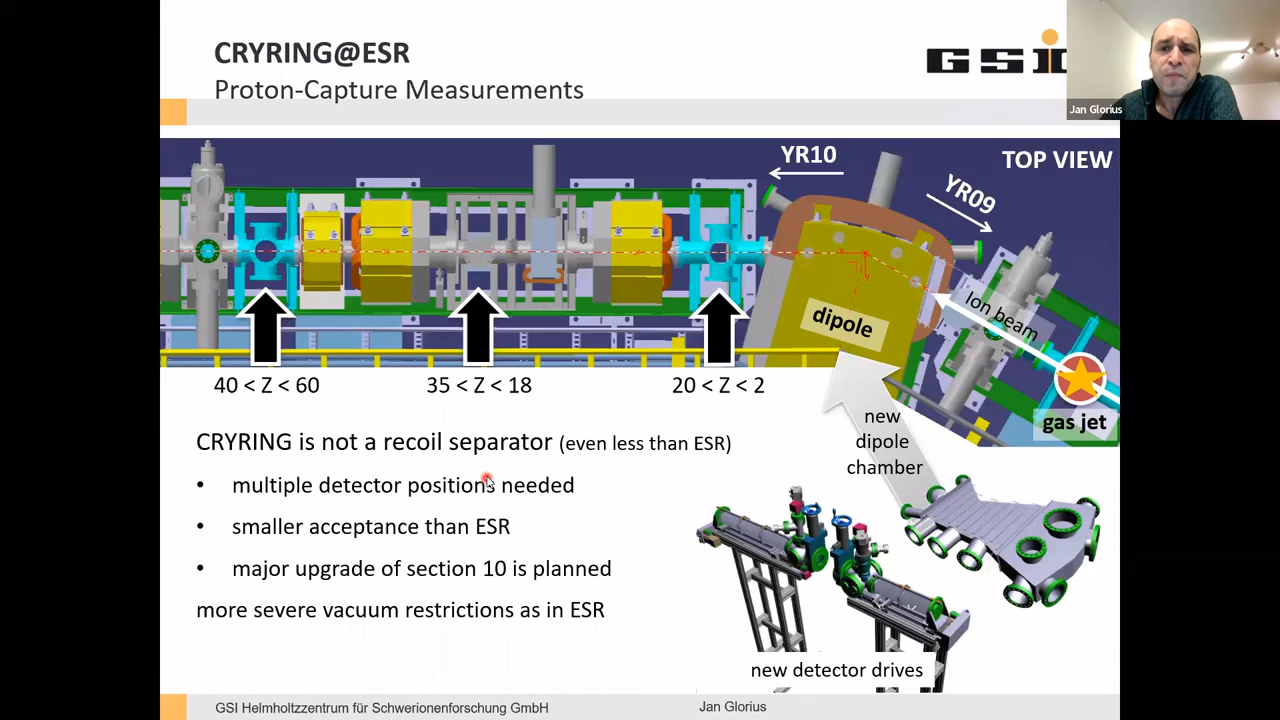 CRYRING@ESR
Proton-Capture Measurements
GSI
Jan Glorius
YR10
YR09
TOP VIEW
Ion beam
dipole
gas jet
40 < Z < 60
35 < Z < 18
20 < Z < 2
new
dipole
chamber
CRYRING is not a recoil separator (even less than ESR)
• multiple detector positions needed
• smaller acceptance than ESR
• major upgrade of section 10 is planned
more severe vacuum restrictions as in ESR
new detector drives
GSI Helmholtzzentrum für Schwerionenforschung GmbH
Jan Glorius